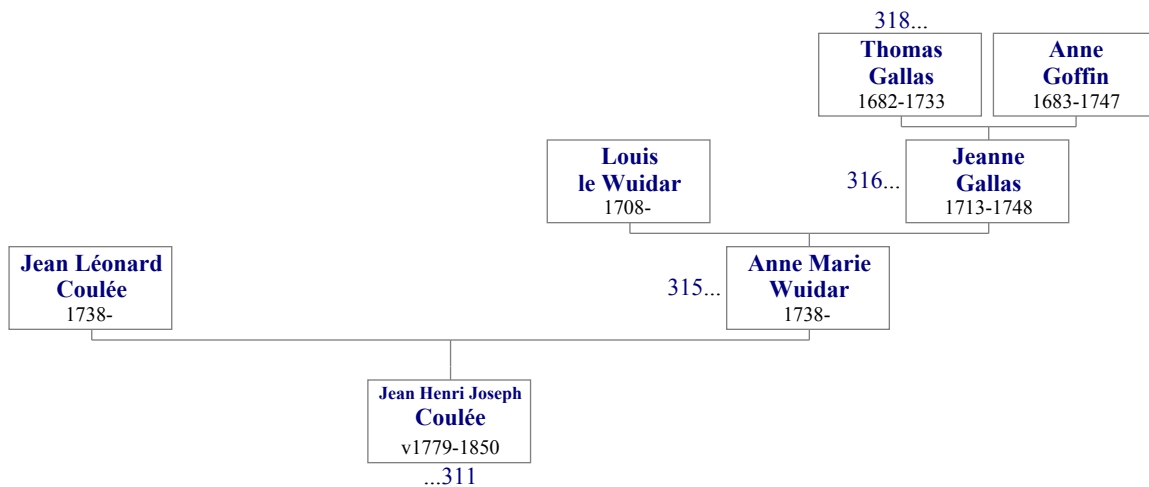 318...
Thomas
Gallas
1682-1733
Anne
Goffin
1683-1747
Louis
le Wuidar
1708-
316...
Jeanne
Gallas
1713-1748
Jean Léonard
Coulée
1738-
315...
Anne Marie
Wuidar
1738-
Jean Henri Joseph
Coulée
v1779-1850
...311